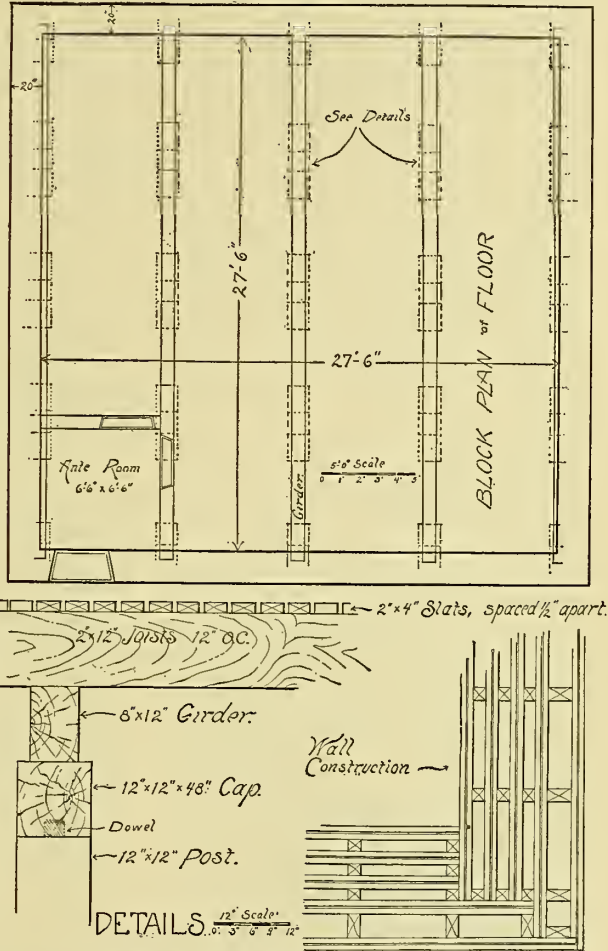 20"
20"
See Details
27'-6"
27'-6"
BLOCK PLAN of FLOOR
Ante Room
6'-6" x 6'-6"
5'-0" Scale
0 1' 2' 3' 4' 5'
Girder.
2"x4" Slats, spaced ½" apart.
2"x12" Joists 12" O.C.
8"x12" Girder.
Wall
Construction
12"x12"x48" Cap.
Dowel
12"x12" Post.
DETAILS
12" Scale
0" 3" 6" 9" 12"